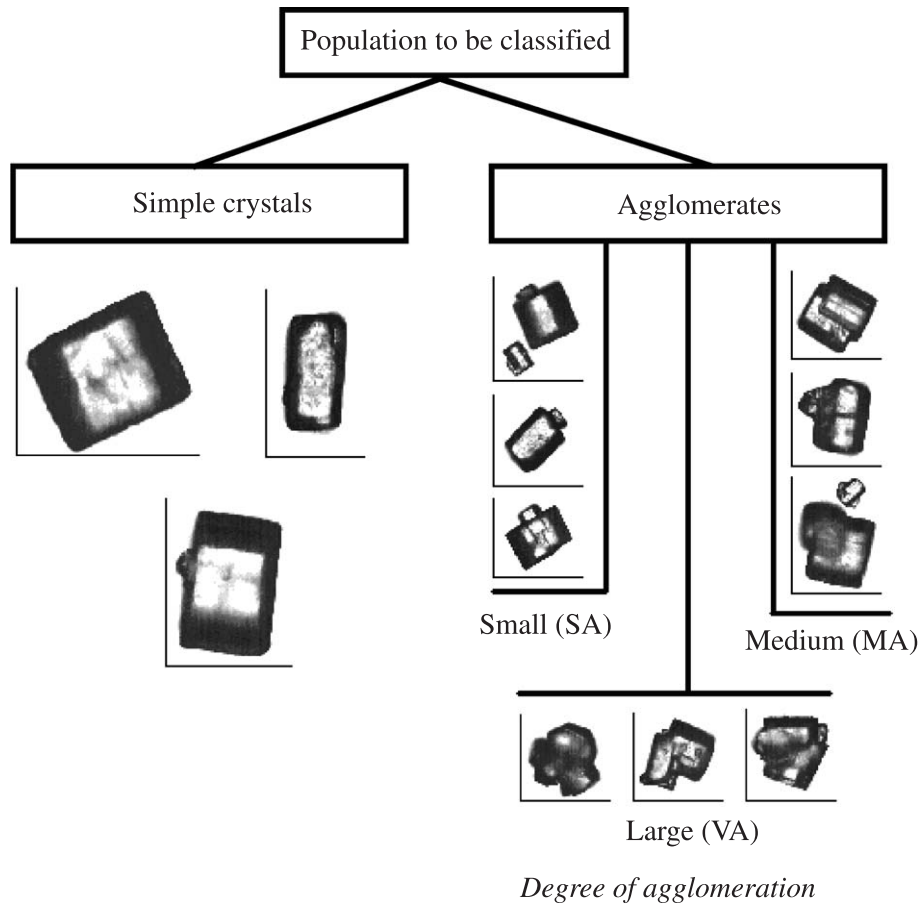 Population to be classified
Simple crystals
Agglomerates
Small (SA)
Medium (MA)
Large (VA)
Degree of agglomeration